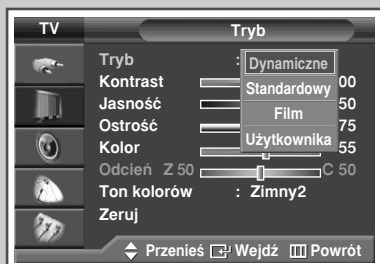 TV Tryb
Tryb : Dynamiczne
Kontrast 00
Standardowy
Jasność 50
Film
Ostrość 75
Użytkownika
Kolor 55
Odcień Z 50 C 50
Ton kolorów : Zimny2
Zeruj
Przenieś Wejdź Powrót